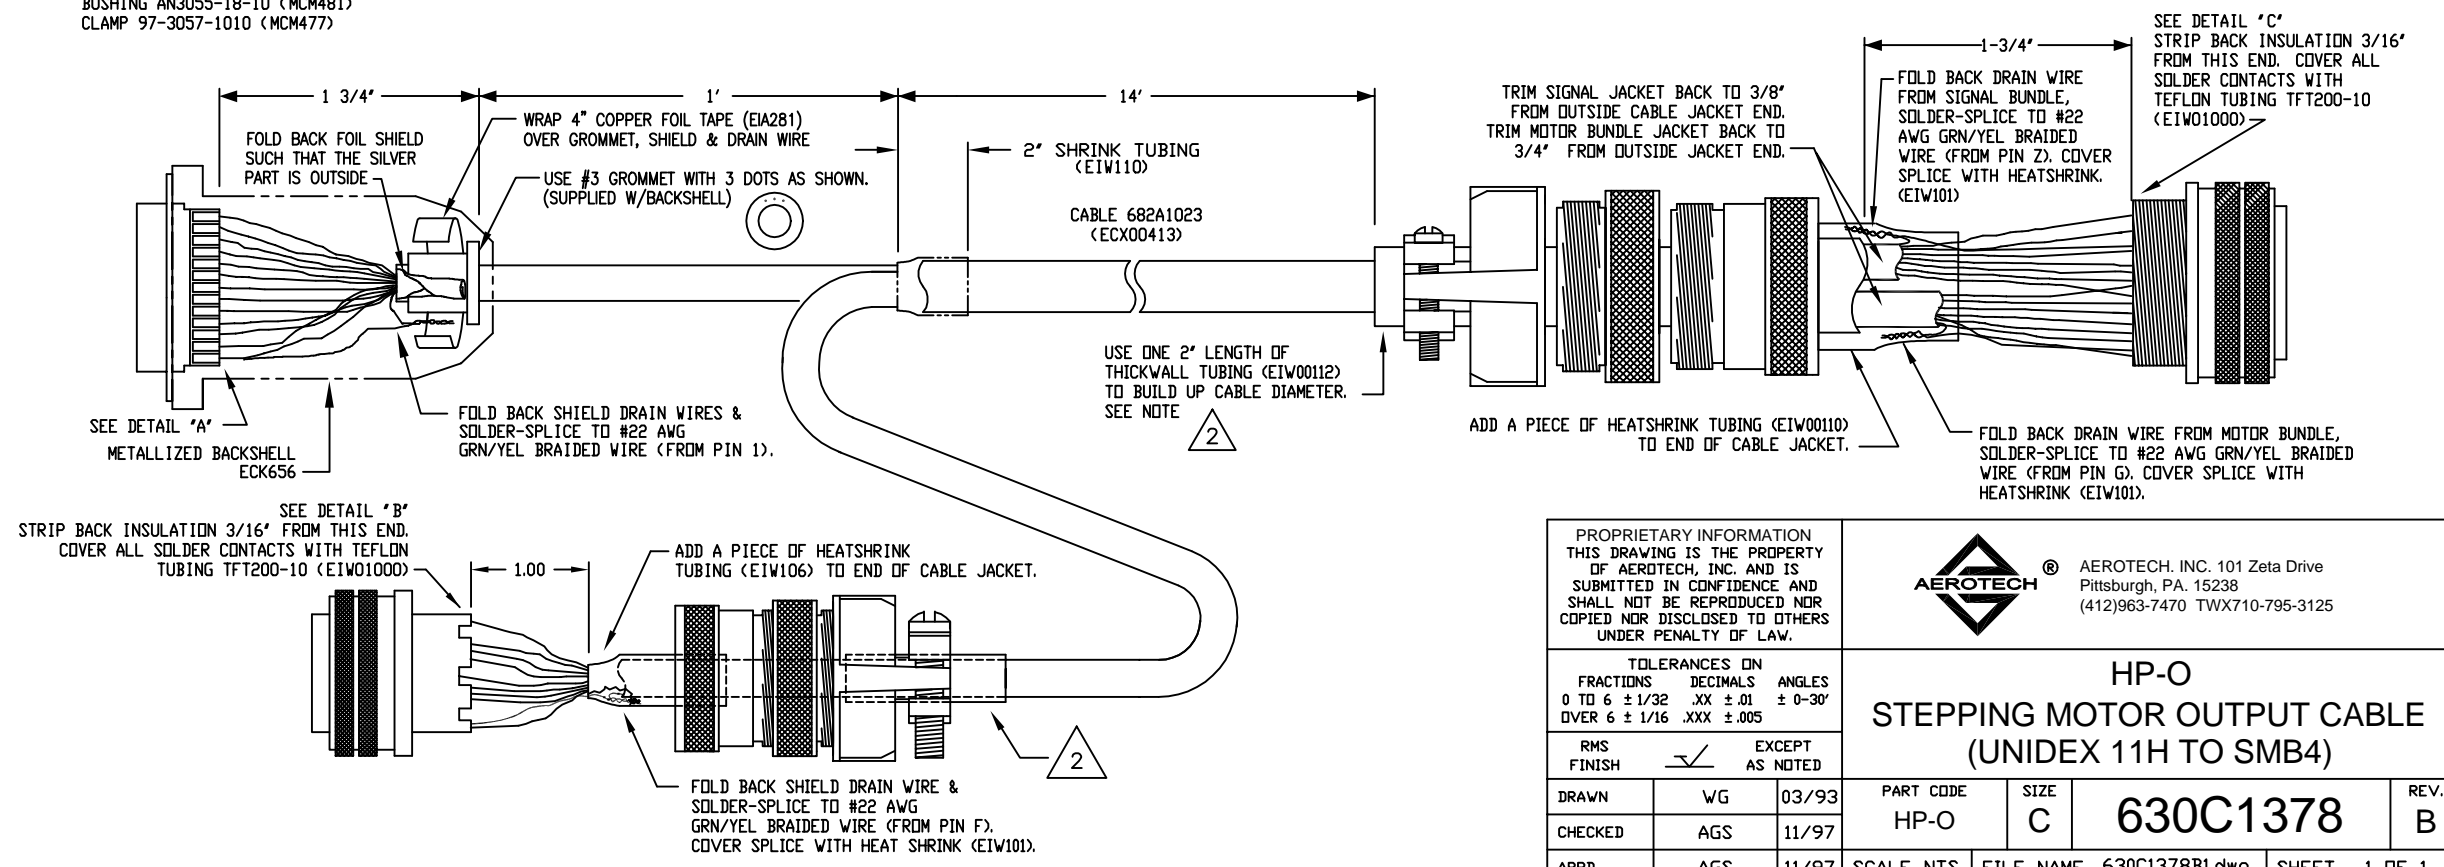 BUSHING AN3055-18-10 (MCM481)
CLAMP 97-3057-1010 (MCM477)
1 3/4"
1'
14'
1-3/4"
SEE DETAIL "C"
STRIP BACK INSULATION 3/16"
FROM THIS END. COVER ALL
SOLDER CONTACTS WITH
TEFLON TUBING TFT200-10
(EIW01000)
FOLD BACK FOIL SHIELD
SUCH THAT THE SILVER
PART IS OUTSIDE
WRAP 4" COPPER FOIL TAPE (EIA281)
OVER GROMMET, SHIELD & DRAIN WIRE
USE #3 GROMMET WITH 3 DOTS AS SHOWN.
(SUPPLIED W/BACKSHELL)
2" SHRINK TUBING
(EIW110)
CABLE 682A1023
(ECX00413)
TRIM SIGNAL JACKET BACK TO 3/8"
FROM OUTSIDE CABLE JACKET END.
TRIM MOTOR BUNDLE JACKET BACK TO
3/4" FROM OUTSIDE JACKET END.
FOLD BACK DRAIN WIRE
FROM SIGNAL BUNDLE,
SOLDER-SPLICE TO #22
AWG GRN/YEL BRAIDED
WIRE (FROM PIN Z). COVER
SPLICE WITH HEATSHRINK.
(EIW101)
SEE DETAIL "A"
METALLIZED BACKSHELL
ECK656
FOLD BACK SHIELD DRAIN WIRES &
SOLDER-SPLICE TO #22 AWG
GRN/YEL BRAIDED WIRE (FROM PIN 1).
USE ONE 2" LENGTH OF
THICKWALL TUBING (EIW00112)
TO BUILD UP CABLE DIAMETER.
SEE NOTE
2
ADD A PIECE OF HEATSHRINK TUBING (EIW00110)
TO END OF CABLE JACKET.
FOLD BACK DRAIN WIRE FROM MOTOR BUNDLE,
SOLDER-SPLICE TO #22 AWG GRN/YEL BRAIDED
WIRE (FROM PIN G). COVER SPLICE WITH
HEATSHRINK (EIW101).
SEE DETAIL "B"
STRIP BACK INSULATION 3/16" FROM THIS END.
COVER ALL SOLDER CONTACTS WITH TEFLON
TUBING TFT200-10 (EIW01000)
1.00
ADD A PIECE OF HEATSHRINK
TUBING (EIW106) TO END OF CABLE JACKET.
2
FOLD BACK SHIELD DRAIN WIRE &
SOLDER-SPLICE TO #22 AWG
GRN/YEL BRAIDED WIRE (FROM PIN F).
COVER SPLICE WITH HEAT SHRINK (EIW101).
PROPRIETARY INFORMATION
THIS DRAWING IS THE PROPERTY
OF AEROTECH, INC. AND IS
SUBMITTED IN CONFIDENCE AND
SHALL NOT BE REPRODUCED NOR
COPIED NOR DISCLOSED TO OTHERS
UNDER PENALTY OF LAW.
AEROTECH ®
AEROTECH. INC. 101 Zeta Drive
Pittsburgh, PA. 15238
(412)963-7470 TWX710-795-3125
TOLERANCES ON
FRACTIONS DECIMALS ANGLES
0 TO 6 ± 1/32 .XX ± .01 ± 0-30'
OVER 6 ± 1/16 .XXX ± .005
RMS FINISH EXCEPT AS NOTED
HP-O
STEPPING MOTOR OUTPUT CABLE
(UNIDEX 11H TO SMB4)
DRAWN WG 03/93
CHECKED AGS 11/97
APPD AGS 11/97
PART CODE HP-O
SIZE C
630C1378
REV. B
SCALE NTS FILE NAME 630C1378B1.dwg SHEET 1 OF 1